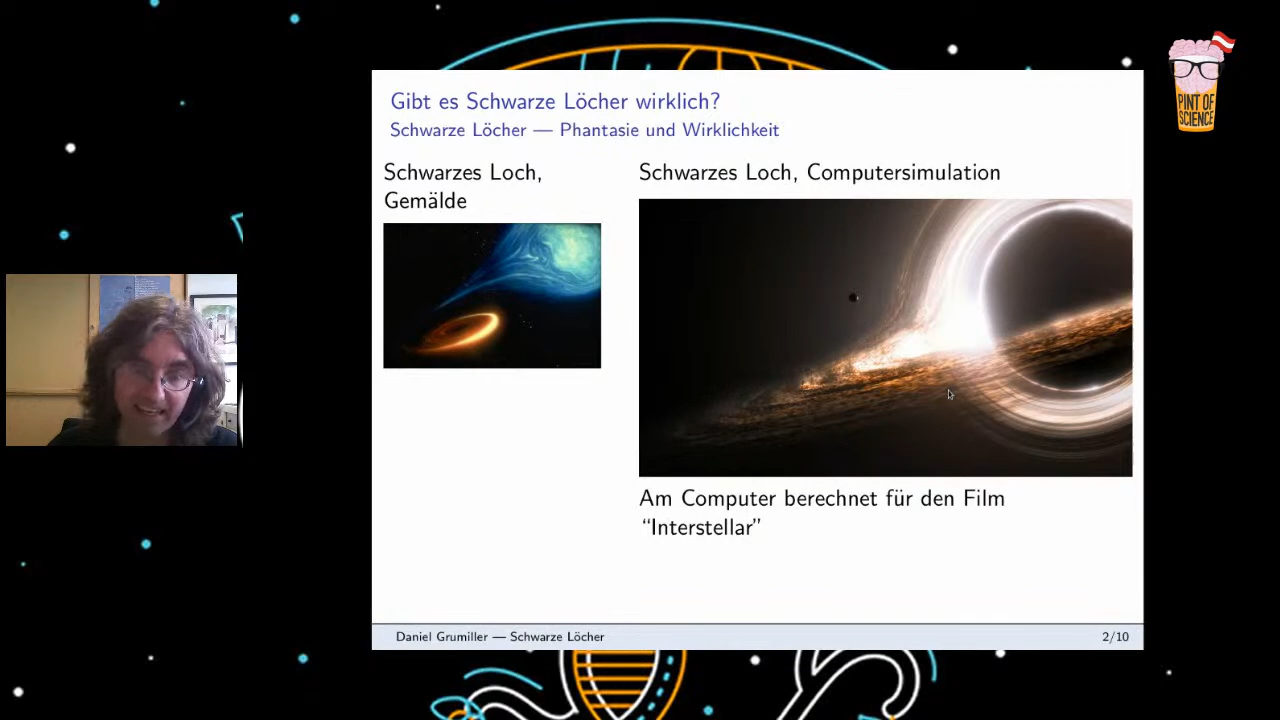 Gibt es Schwarze Löcher wirklich?
Schwarze Löcher — Phantasie und Wirklichkeit
Schwarzes Loch,
Gemälde
Schwarzes Loch, Computersimulation
Am Computer berechnet für den Film
“Interstellar”
Daniel Grumiller — Schwarze Löcher
2/10
PINT OF
SCIENCE